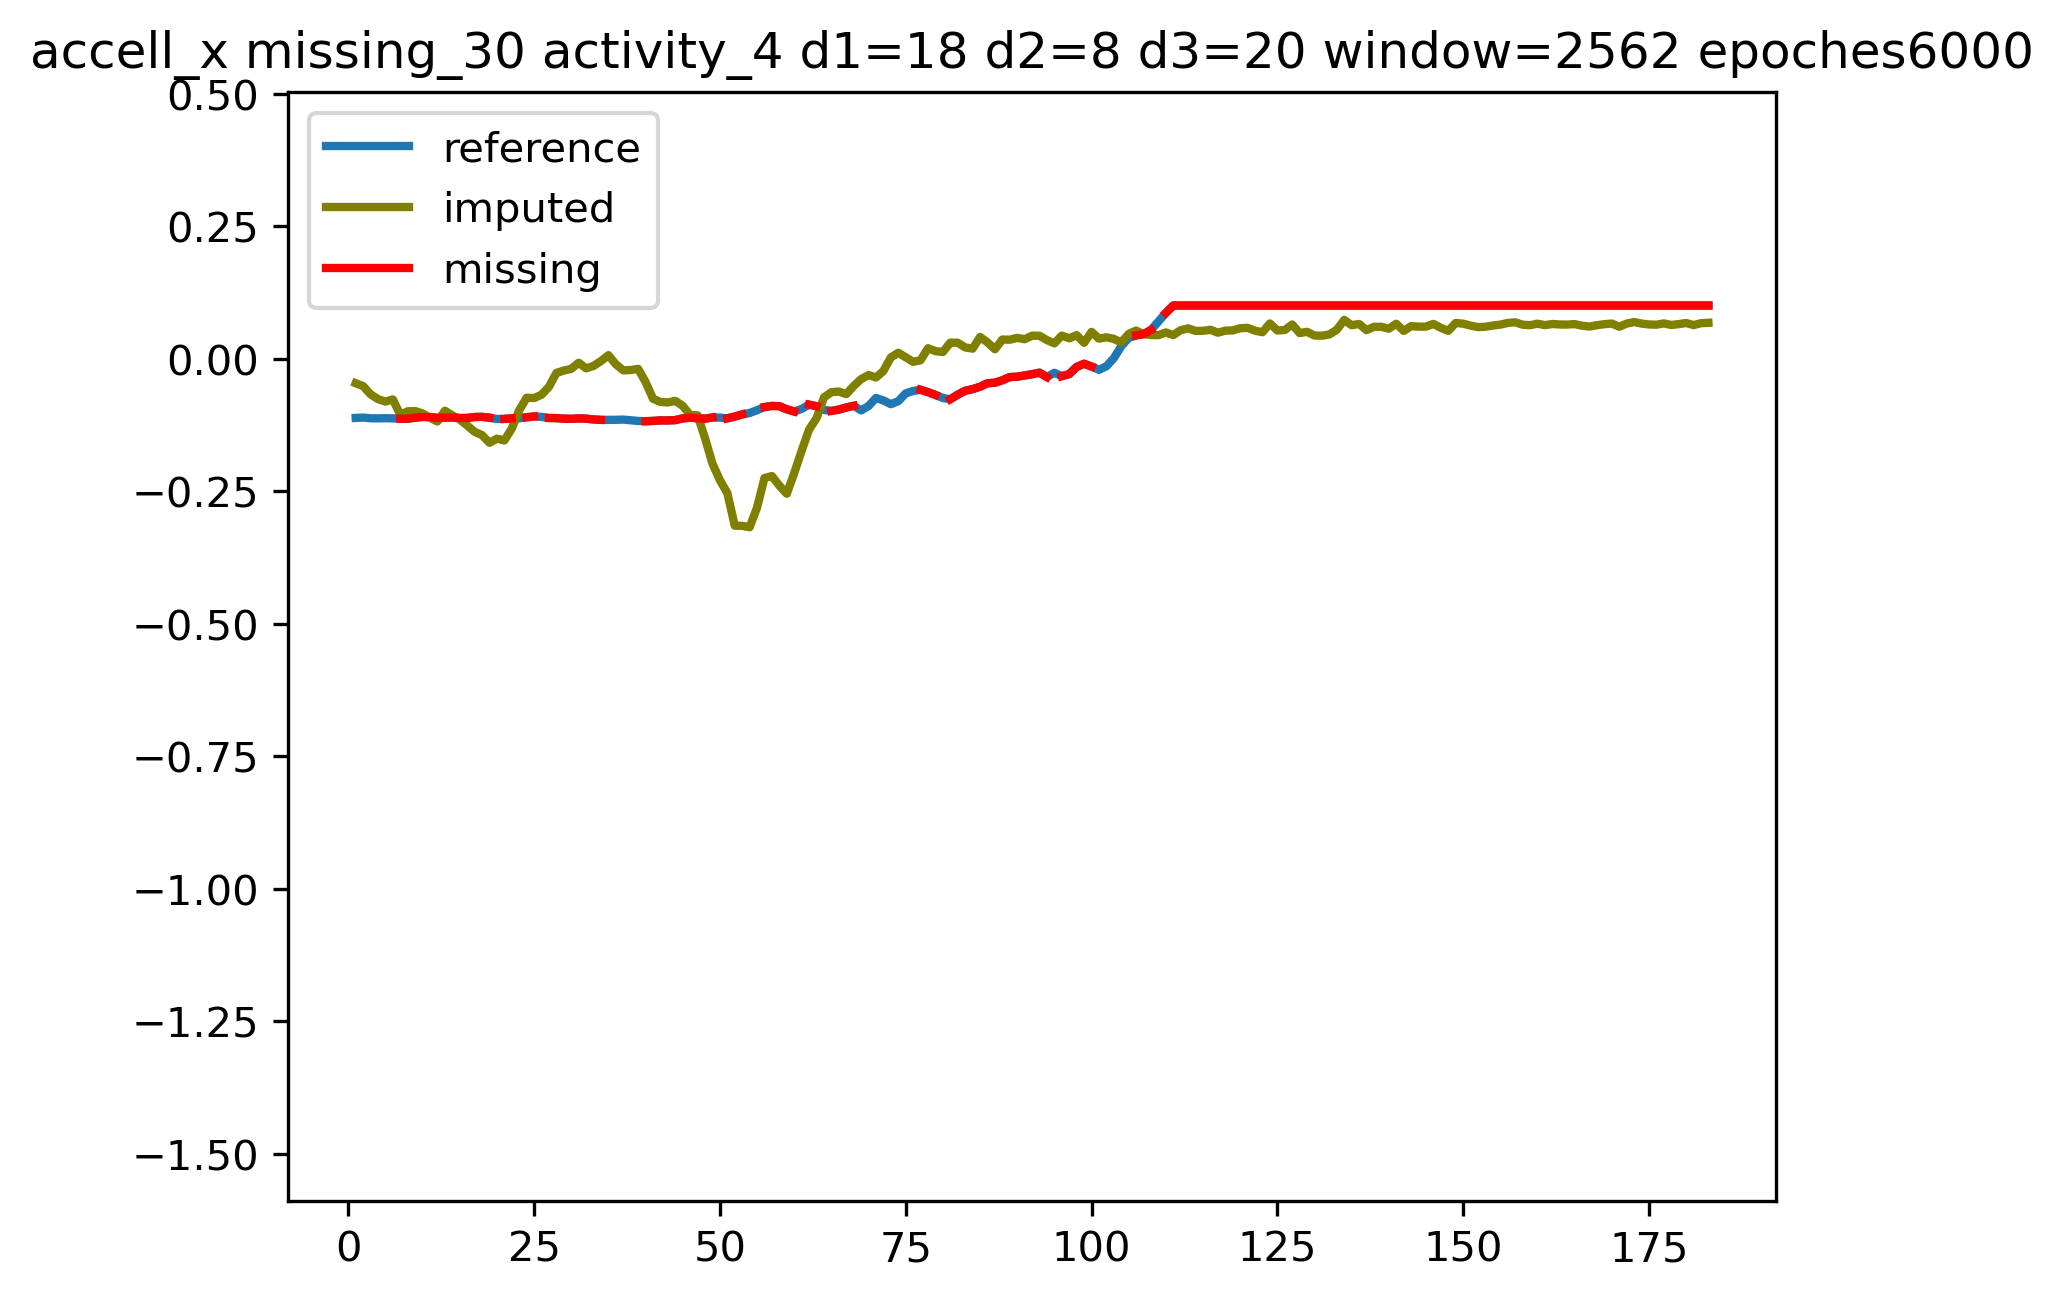 accell_x missing_30 activity_4 d1=18 d2=8 d3=20 window=2562 epoches6000
0.50
reference
imputed
missing
0.25
0.00
−0.25
−0.50
−0.75
−1.00
−1.25
−1.50
0 25 50 75 100 125 150 175